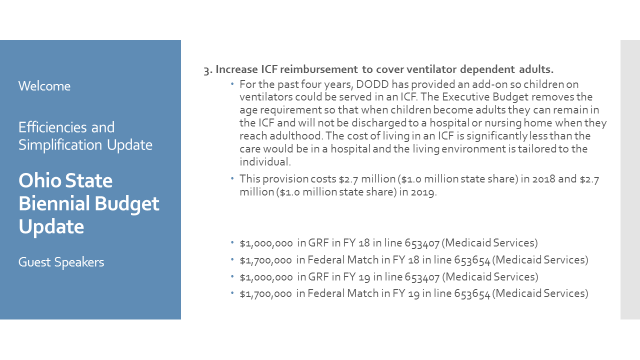 Welcome
Efficiencies and
Simplification Update
Ohio State
Biennial Budget
Update
Guest Speakers
3. Increase ICF reimbursement to cover ventilator dependent adults.
• For the past four years, DODD has provided an add-on so children on
ventilators could be served in an ICF. The Executive Budget removes the
age requirement so that when children become adults they can remain in
the ICF and will not be discharged to a hospital or nursing home when they
reach adulthood. The cost of living in an ICF is significantly less than the
care would be in a hospital and the living environment is tailored to the
individual.
• This provision costs $2.7 million ($1.0 million state share) in 2018 and $2.7
million ($1.0 million state share) in 2019.
• $1,000,000 in GRF in FY 18 in line 653407 (Medicaid Services)
• $1,700,000 in Federal Match in FY 18 in line 653654 (Medicaid Services)
• $1,000,000 in GRF in FY 19 in line 653407 (Medicaid Services)
• $1,700,000 in Federal Match in FY 19 in line 653654 (Medicaid Services)